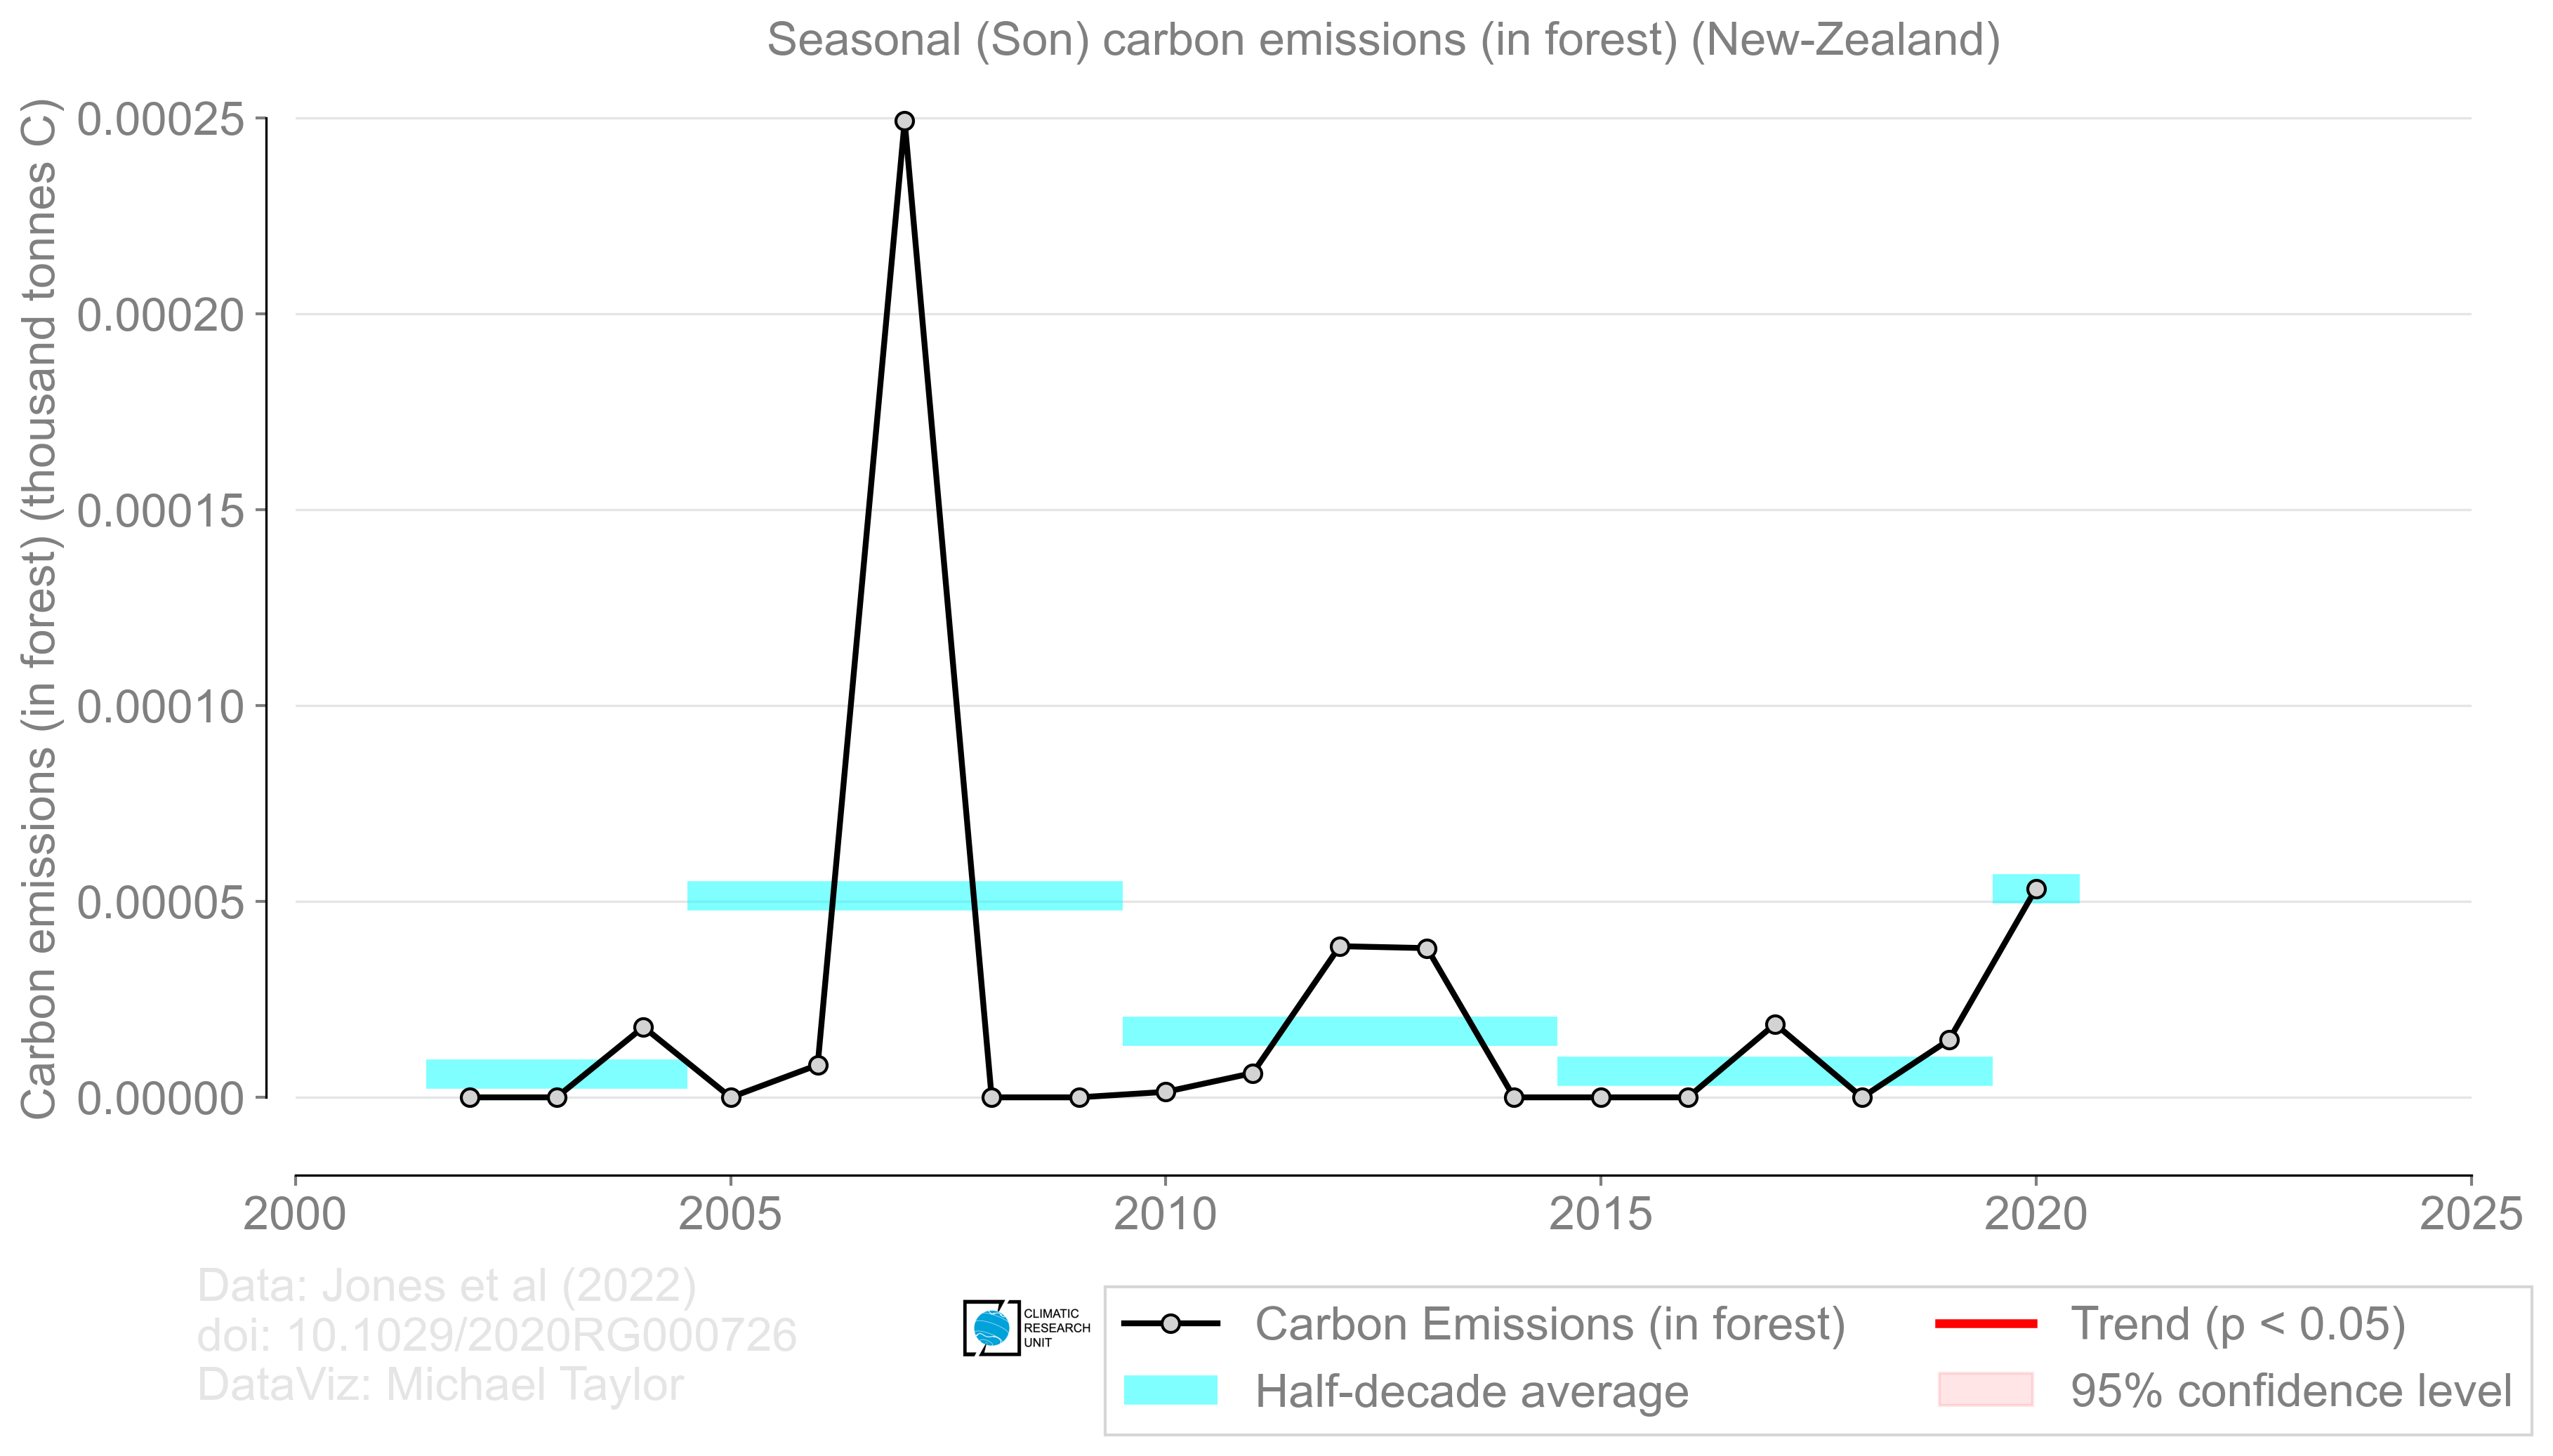 Seasonal (Son) carbon emissions (in forest) (New-Zealand)
Carbon emissions (in forest) (thousand tonnes C)
0.00025
0.00020
0.00015
0.00010
0.00005
0.00000
2000 2005 2010 2015 2020 2025
Data: Jones et al (2022)
doi: 10.1029/2020RG000726
DataViz: Michael Taylor
CLIMATIC
RESEARCH
UNIT
Carbon Emissions (in forest)
Half-decade average
Trend (p < 0.05)
95% confidence level